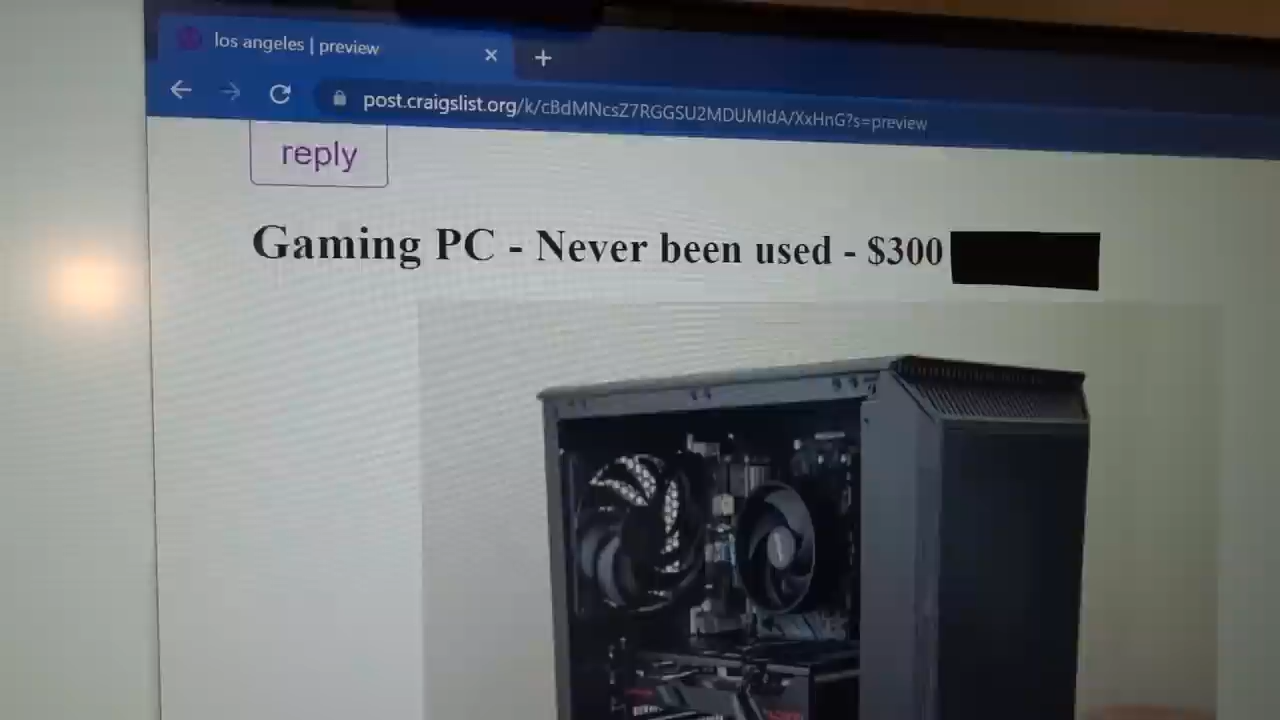 los angeles | preview
post.craigslist.org/k/cBdMNcsZ7RGGSU2MDUMIdA/XxHnG?s=preview
reply
Gaming PC - Never been used - $300